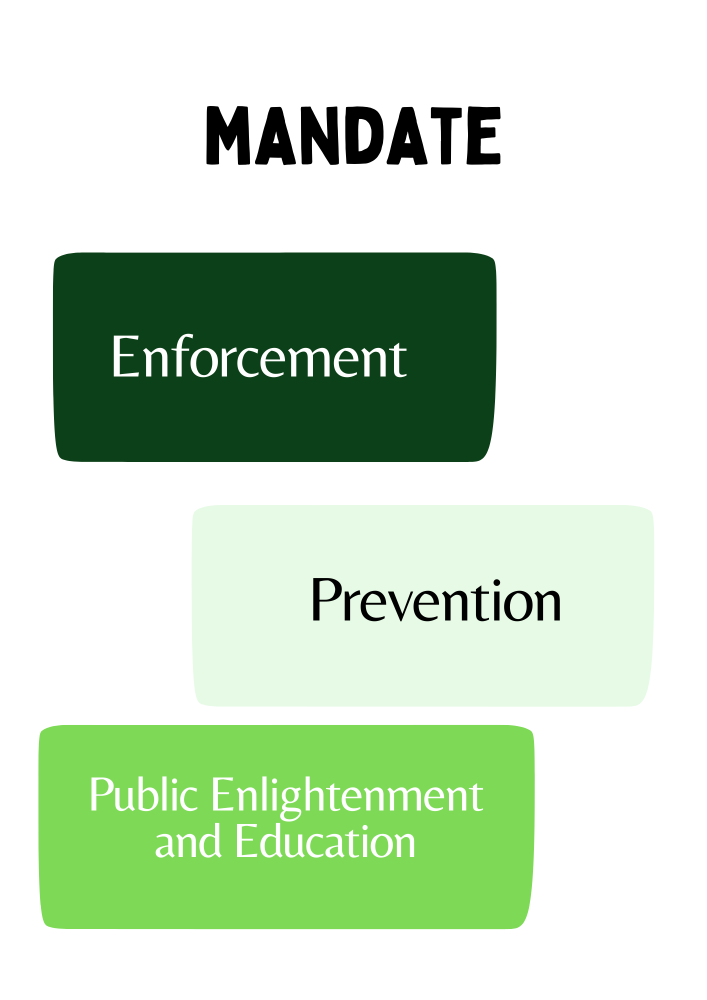 MANDATE
Enforcement
Prevention
Public Enlightenment
and Education